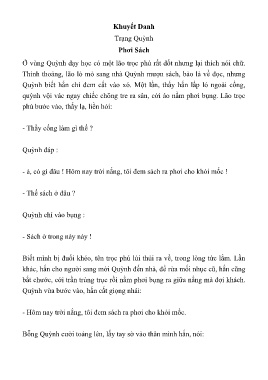 Khuyết Danh
Trạng Quỳnh
Phơi Sách
Ở vùng Quỳnh dạy học có một lão trọc phú rất dốt nhưng lại thích nói chữ.
Thỉnh thoảng, lão lò mò sang nhà Quỳnh mượn sách, bảo là về đọc, nhưng
Quỳnh biết hắn chỉ đem cất vào xó. Một lần, thấy hắn lấp ló ngoài cổng,
quỳnh vội vác ngay chiếc chõng tre ra sân, cởi áo nằm phơi bụng. Lão trọc
phú bước vào, thấy lạ, liền hỏi:
- Thầy cống làm gì thế ?
Quỳnh đáp :
- à, có gì đâu ! Hôm nay trời nắng, tôi đem sách ra phơi cho khỏi mốc !
- Thế sách ở đâu ?
Quỳnh chỉ vào bụng :
- Sách ở trong này này !
Biết mình bị đuổi khéo, tên trọc phú lủi thủi ra về, trong lòng tức lắm. Lần
khác, hắn cho người sang mời Quỳnh đến nhà, để rửa mối nhục cũ, hắn cũng
bắt chước, cởi trần trùng trục rồi nằm phơi bụng ra giữa nắng mà đợi khách.
Quỳnh vừa bước vào, hắn cất giọng nhái:
- Hôm nay trời nắng, tôi đem sách ra phơi cho khỏi mốc.
Bỗng Quỳnh cười toáng lên, lấy tay sờ vào thân mình hắn, nói: